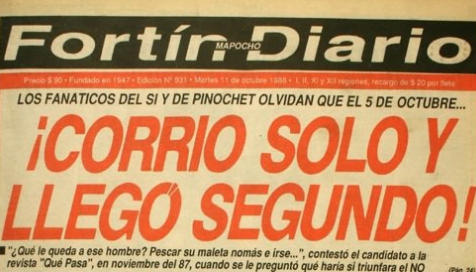 Fortín Diario
MAPOCHO
Precio $ 90 • Fundado en 1947 • Edición Nº 931 • Martes 11 de octubre 1988 • I, II, XI y XII regiones, recargo de $ 20 por flete
LOS FANATICOS DEL SI Y DE PINOCHET OLVIDAN QUE EL 5 DE OCTUBRE...
¡CORRIO SOLO Y
LLEGÓ SEGUNDO!
"¿Qué le queda a ese hombre? Pescar su maleta nomás e irse...", contestó el candidato a la
revista "Qué Pasa", en noviembre del 87, cuando se le preguntó qué haría si triunfara el NO